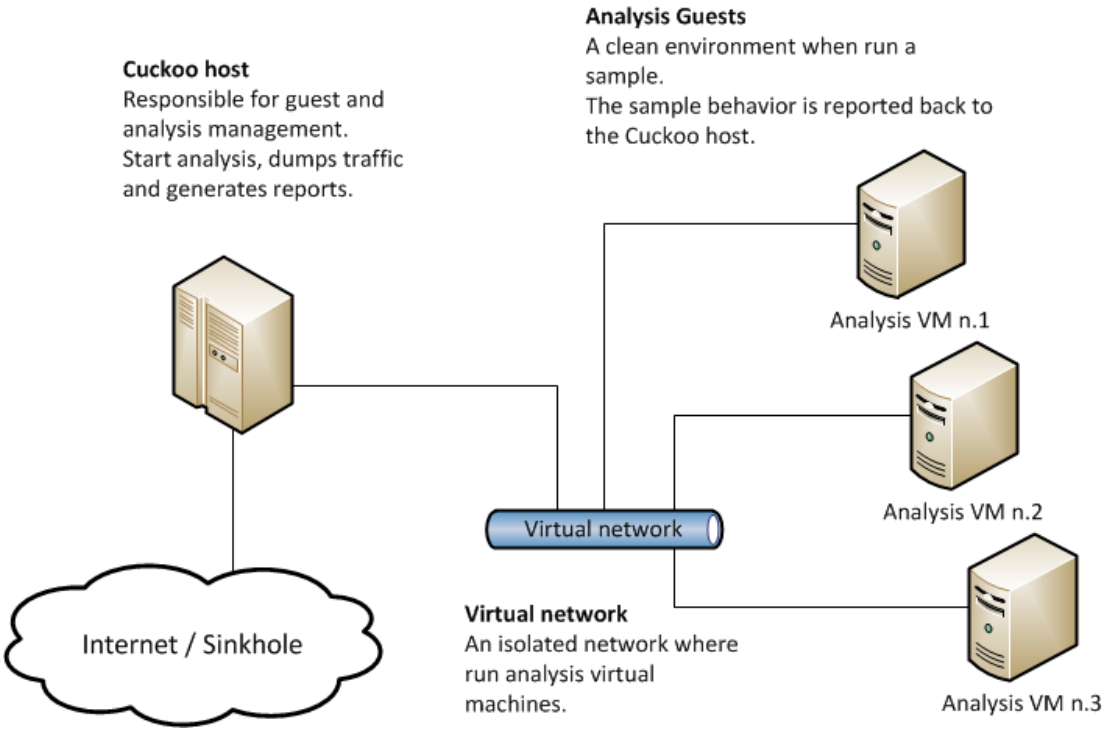 Cuckoo host
Responsible for guest and
analysis management.
Start analysis, dumps traffic
and generates reports.
Analysis Guests
A clean environment when run a
sample.
The sample behavior is reported back to
the Cuckoo host.
Analysis VM n.1
Analysis VM n.2
Virtual network
Internet / Sinkhole
Virtual network
An isolated network where
run analysis virtual
machines.
Analysis VM n.3